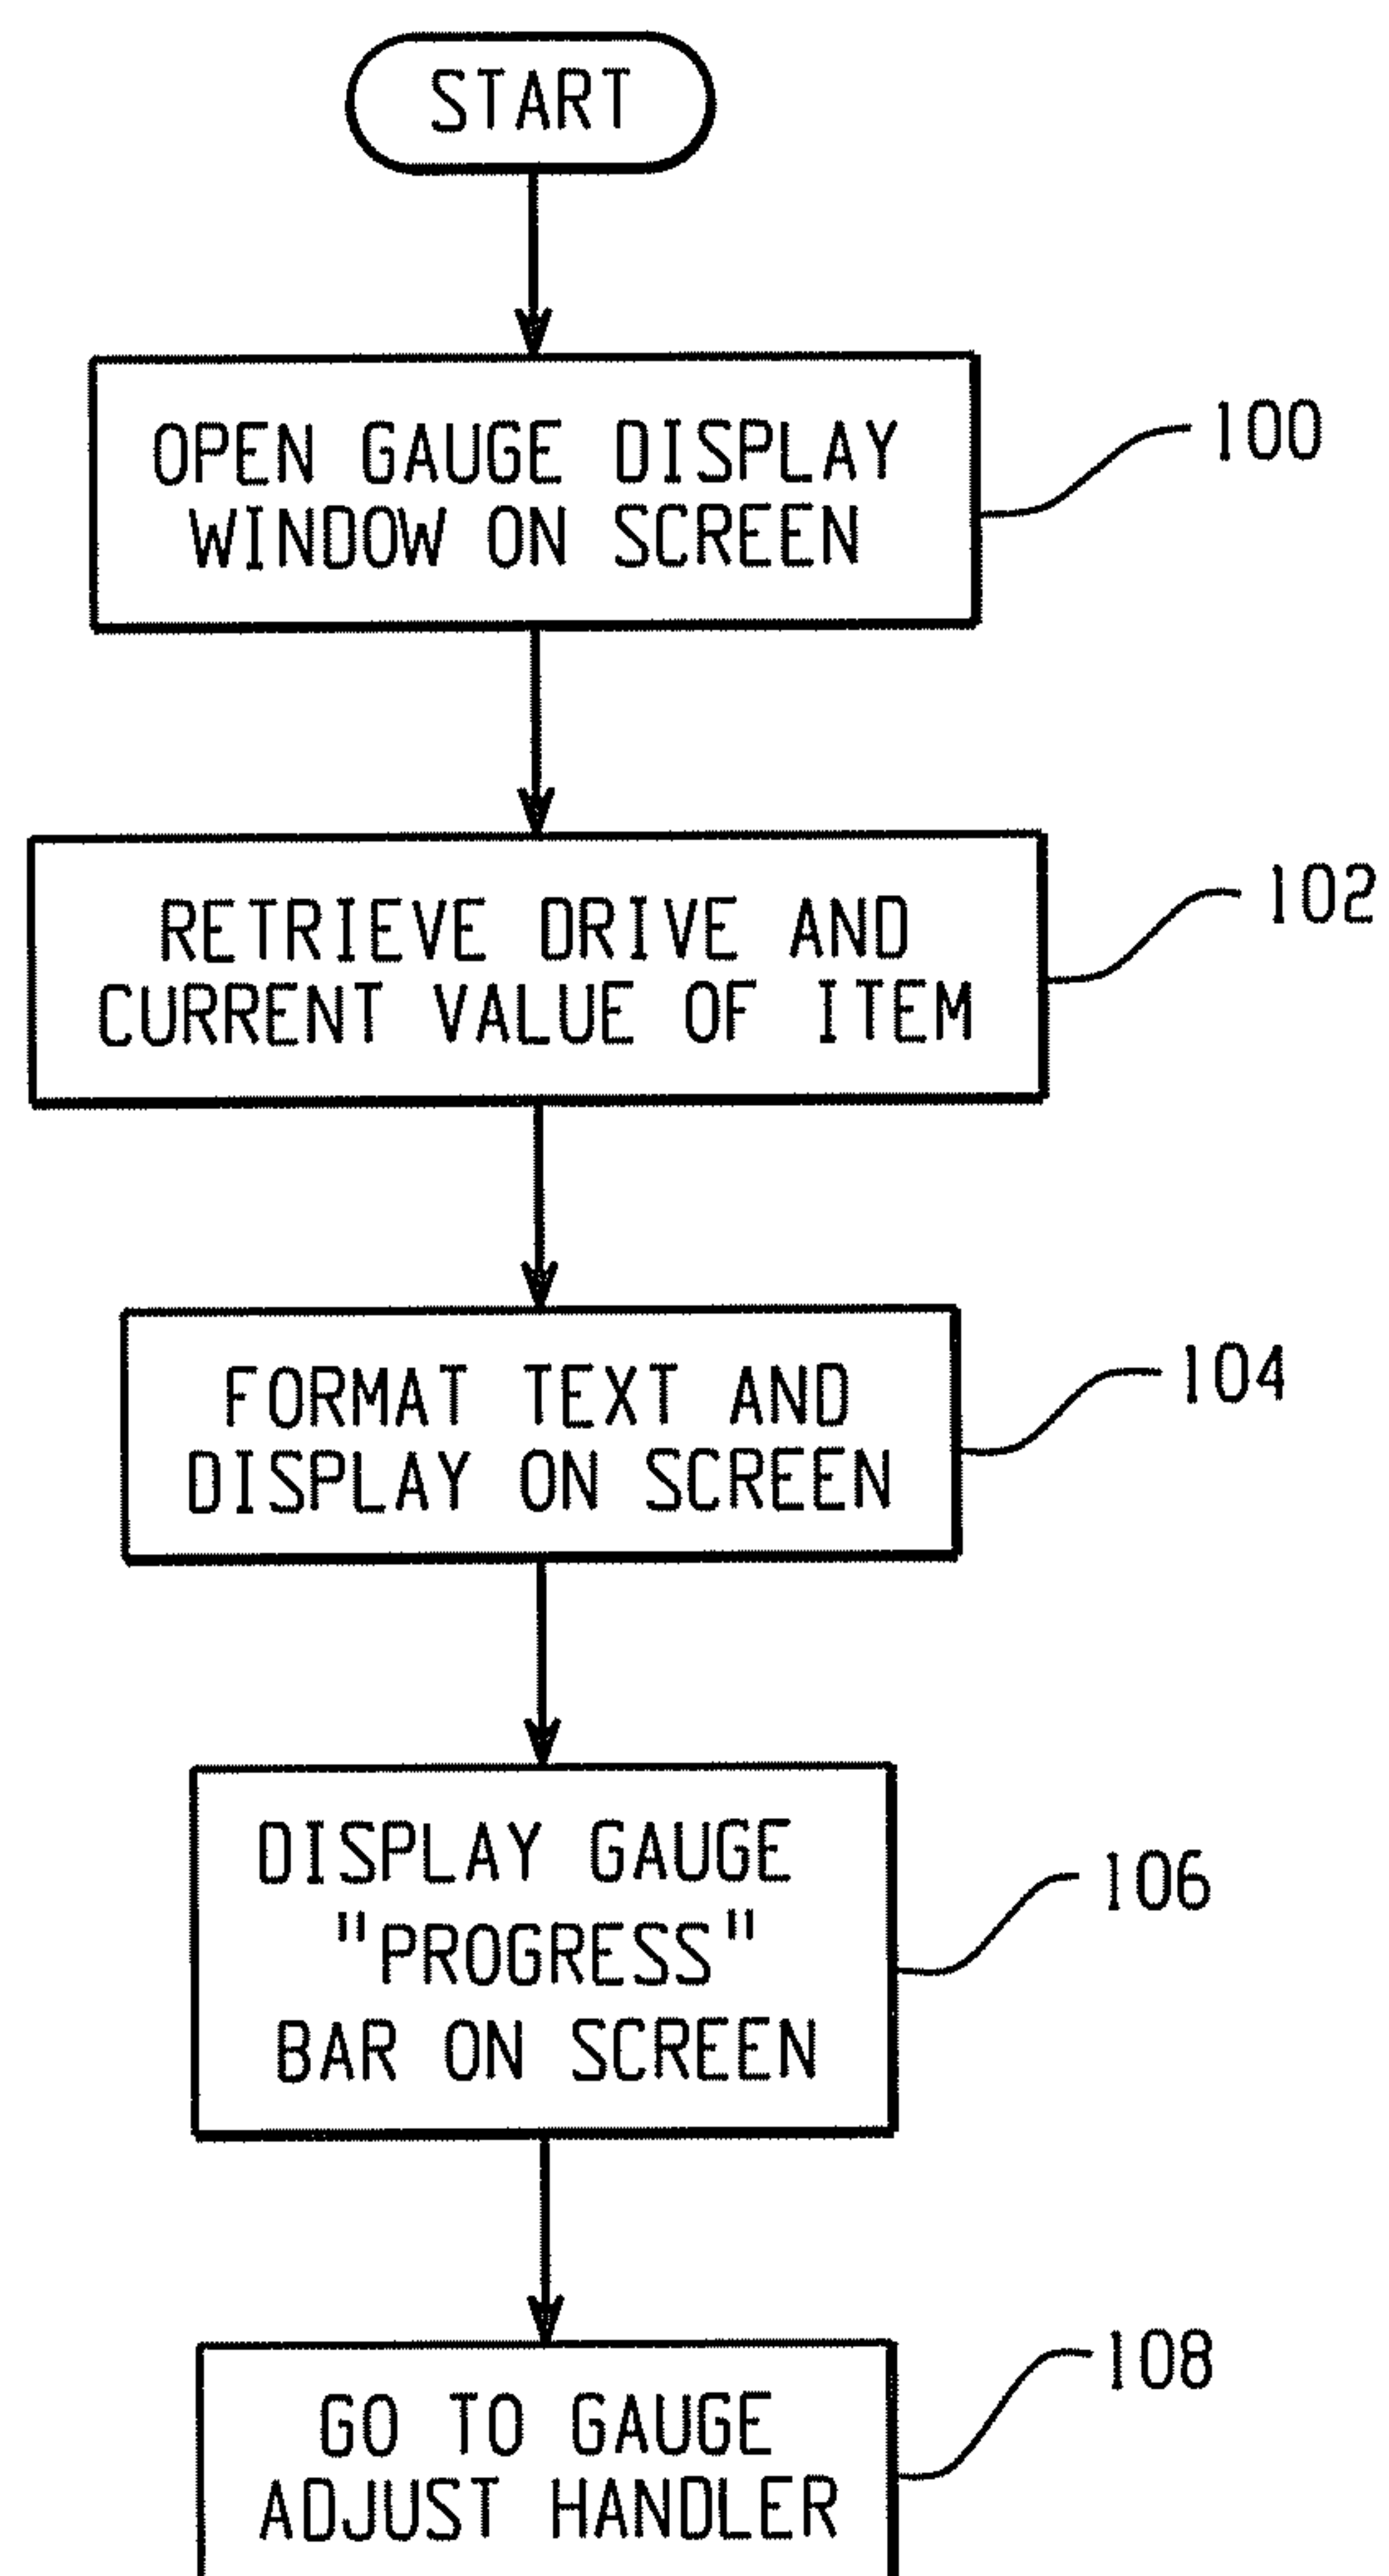 START
OPEN GAUGE DISPLAY
WINDOW ON SCREEN
100
RETRIEVE DRIVE AND
CURRENT VALUE OF ITEM
102
FORMAT TEXT AND
DISPLAY ON SCREEN
104
DISPLAY GAUGE
"PROGRESS"
BAR ON SCREEN
106
GO TO GAUGE
ADJUST HANDLER
108